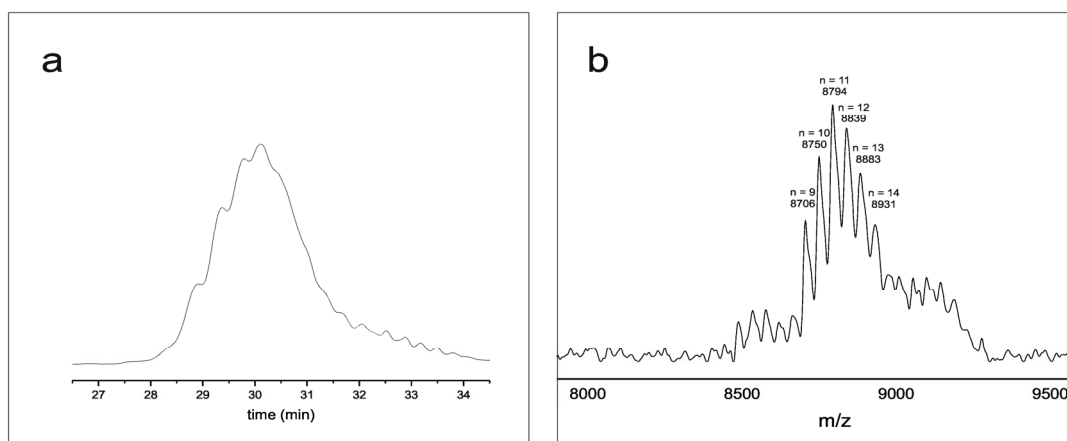 a
27 28 29 30 31 32 33 34
time (min)
b
n = 11
8794
n = 12
8839
n = 10
8750
n = 13
8883
n = 9
8706
n = 14
8931
8000 8500 9000 9500
m/z